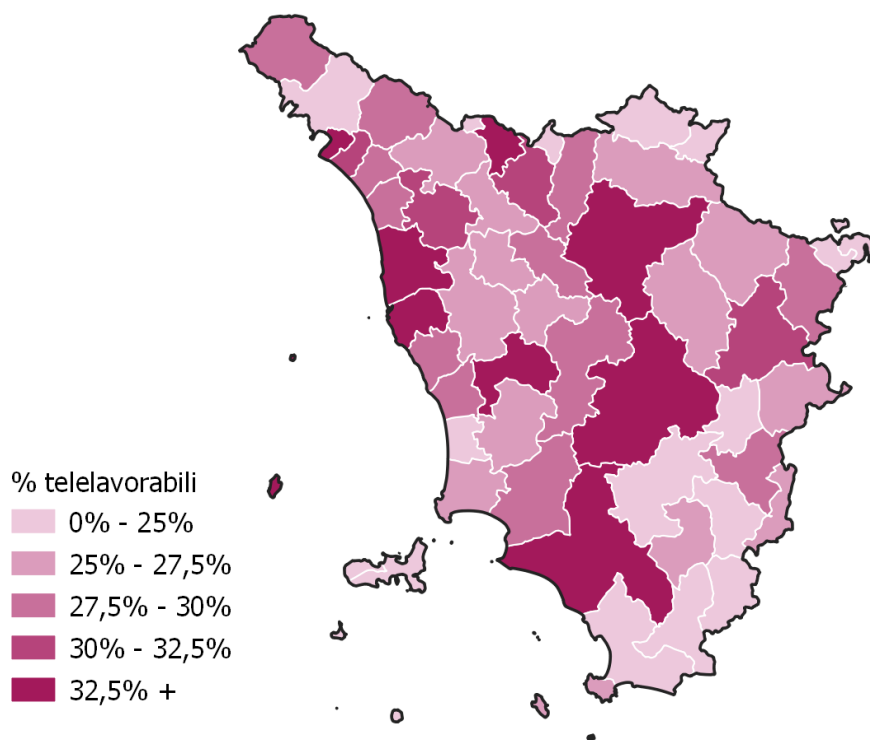 % telelavorabili
0% - 25%
25% - 27,5%
27,5% - 30%
30% - 32,5%
32,5% +